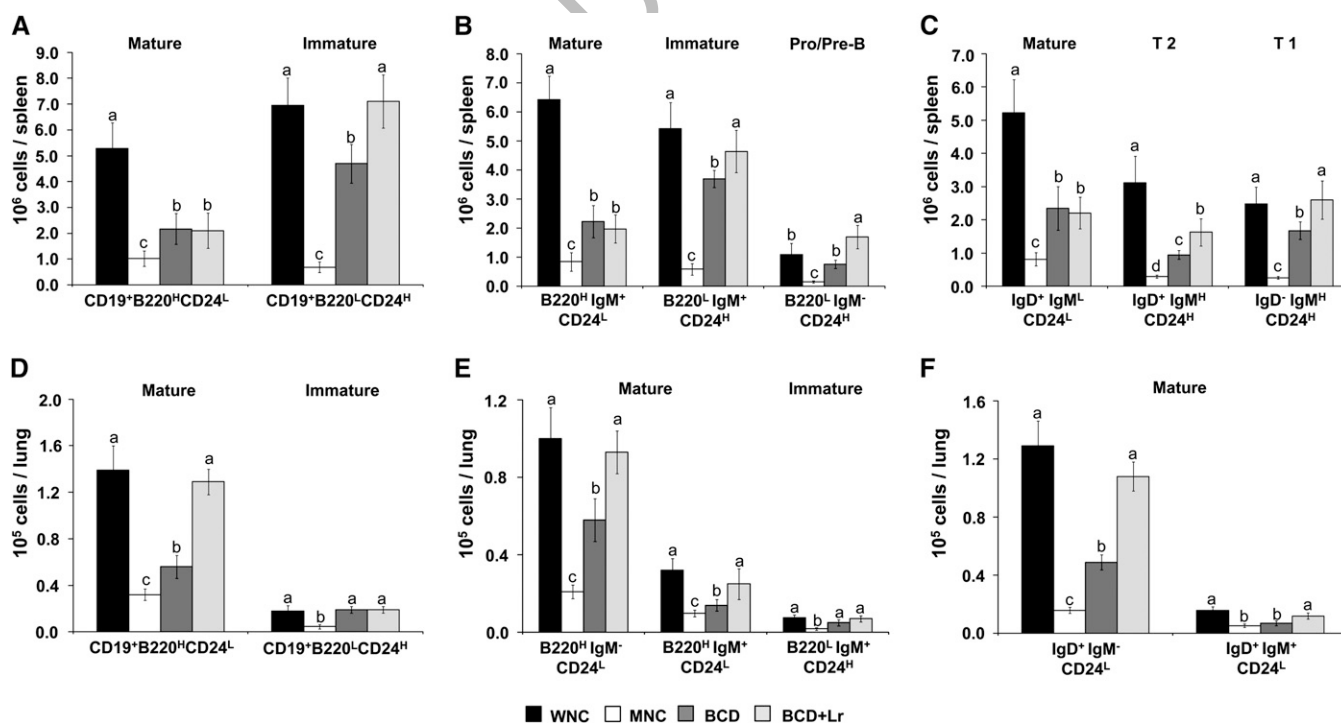 A
Mature Immature
10⁶ cells / spleen
9.0
8.0
7.0
6.0
5.0
4.0
3.0
2.0
1.0
0.0
a c b b a c b a
CD19⁺B220ᴴCD24ᴸ CD19⁺B220ᴸCD24ᴴ
B
Mature Immature Pro/Pre-B
10⁶ cells / spleen
8.0
7.0
6.0
5.0
4.0
3.0
2.0
1.0
0.0
a c b b a c b a b c b a
B220ᴴ IgM⁺ B220ᴸ IgM⁺ B220ᴸ IgM⁻
CD24ᴸ CD24ᴴ CD24ᴴ
C
Mature T 2 T 1
10⁶ cells / spleen
7.0
6.0
5.0
4.0
3.0
2.0
1.0
0.0
a c b b a d c b a c b a
IgD⁺ IgMᴸ IgD⁺ IgMᴴ IgD⁻ IgMᴴ
CD24ᴸ CD24ᴴ CD24ᴴ
D
Mature Immature
10⁵ cells / lung
2.0
1.6
1.2
0.8
0.4
0.0
a c b a a b a a
CD19⁺B220ᴴCD24ᴸ CD19⁺B220ᴸCD24ᴴ
E
Mature Immature
10⁵ cells / lung
1.2
0.8
0.4
0.0
a c b a a c b a a b a a
B220ᴴ IgM⁻ B220ᴴ IgM⁺ B220ᴸ IgM⁺
CD24ᴸ CD24ᴸ CD24ᴴ
F
Mature
10⁵ cells / lung
1.6
1.2
0.8
0.4
0.0
a c b a a b b a
IgD⁺ IgM⁻ IgD⁺ IgM⁺
CD24ᴸ CD24ᴸ
WNC MNC BCD BCD+Lr